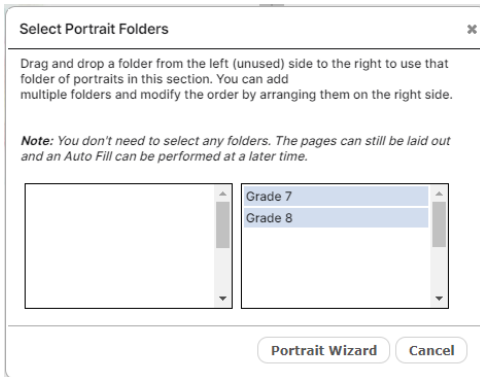 Select Portrait Folders
Drag and drop a folder from the left (unused) side to the right to use that
folder of portraits in this section. You can add
multiple folders and modify the order by arranging them on the right side.
Note: You don't need to select any folders. The pages can still be laid out
and an Auto Fill can be performed at a later time.
Grade 7
Grade 8
Portrait Wizard
Cancel